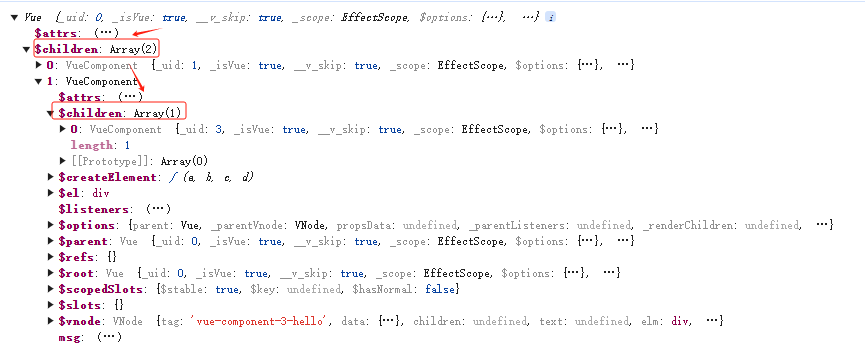 Vue {_uid: 0, _isVue: true, __v_skip: true, _scope: EffectScope, $options: {…}, …} i
$attrs: (...)
$children: Array(2)
0: VueComponent {_uid: 1, _isVue: true, __v_skip: true, _scope: EffectScope, $options: {…}, …}
1: VueComponent
$attrs: (...)
$children: Array(1)
0: VueComponent {_uid: 3, _isVue: true, __v_skip: true, _scope: EffectScope, $options: {…}, …}
length: 1
[[Prototype]]: Array(0)
$createElement: ƒ (a, b, c, d)
$el: div
$listeners: (...)
$options: {parent: Vue, _parentVnode: VNode, propsData: undefined, _parentListeners: undefined, _renderChildren: undefined, …}
$parent: Vue {_uid: 0, _isVue: true, __v_skip: true, _scope: EffectScope, $options: {…}, …}
$refs: {}
$root: Vue {_uid: 0, _isVue: true, __v_skip: true, _scope: EffectScope, $options: {…}, …}
$scopedSlots: {$stable: true, $key: undefined, $hasNormal: false}
$slots: {}
$vnode: VNode {tag: 'vue-component-3-hello', data: {…}, children: undefined, text: undefined, elm: div, …}
msg: (...)